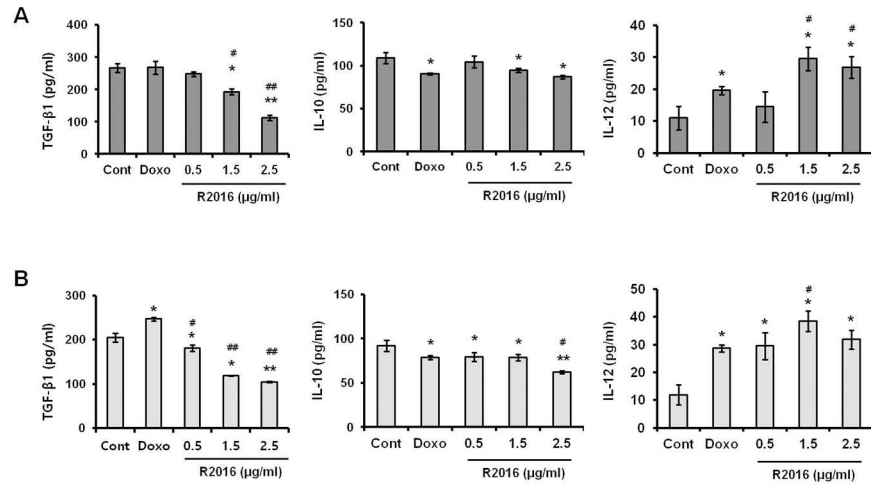 A
TGF-β1 (pg/ml)
400
300
200
100
0
#
*
##
**
Cont Doxo 0.5 1.5 2.5
R2016 (µg/ml)
IL-10 (pg/ml)
150
100
50
0
* * *
Cont Doxo 0.5 1.5 2.5
R2016 (µg/ml)
IL-12 (pg/ml)
40
30
20
10
0
*
#
*
#
*
Cont Doxo 0.5 1.5 2.5
R2016 (µg/ml)
B
TGF-β1 (pg/ml)
300
200
100
0
*
#
*
##
*
##
**
Cont Doxo 0.5 1.5 2.5
R2016 (µg/ml)
IL-10 (pg/ml)
150
100
50
0
* * *
#
**
Cont Doxo 0.5 1.5 2.5
R2016 (µg/ml)
IL-12 (pg/ml)
50
40
30
20
10
0
* *
#
*
*
Cont Doxo 0.5 1.5 2.5
R2016 (µg/ml)